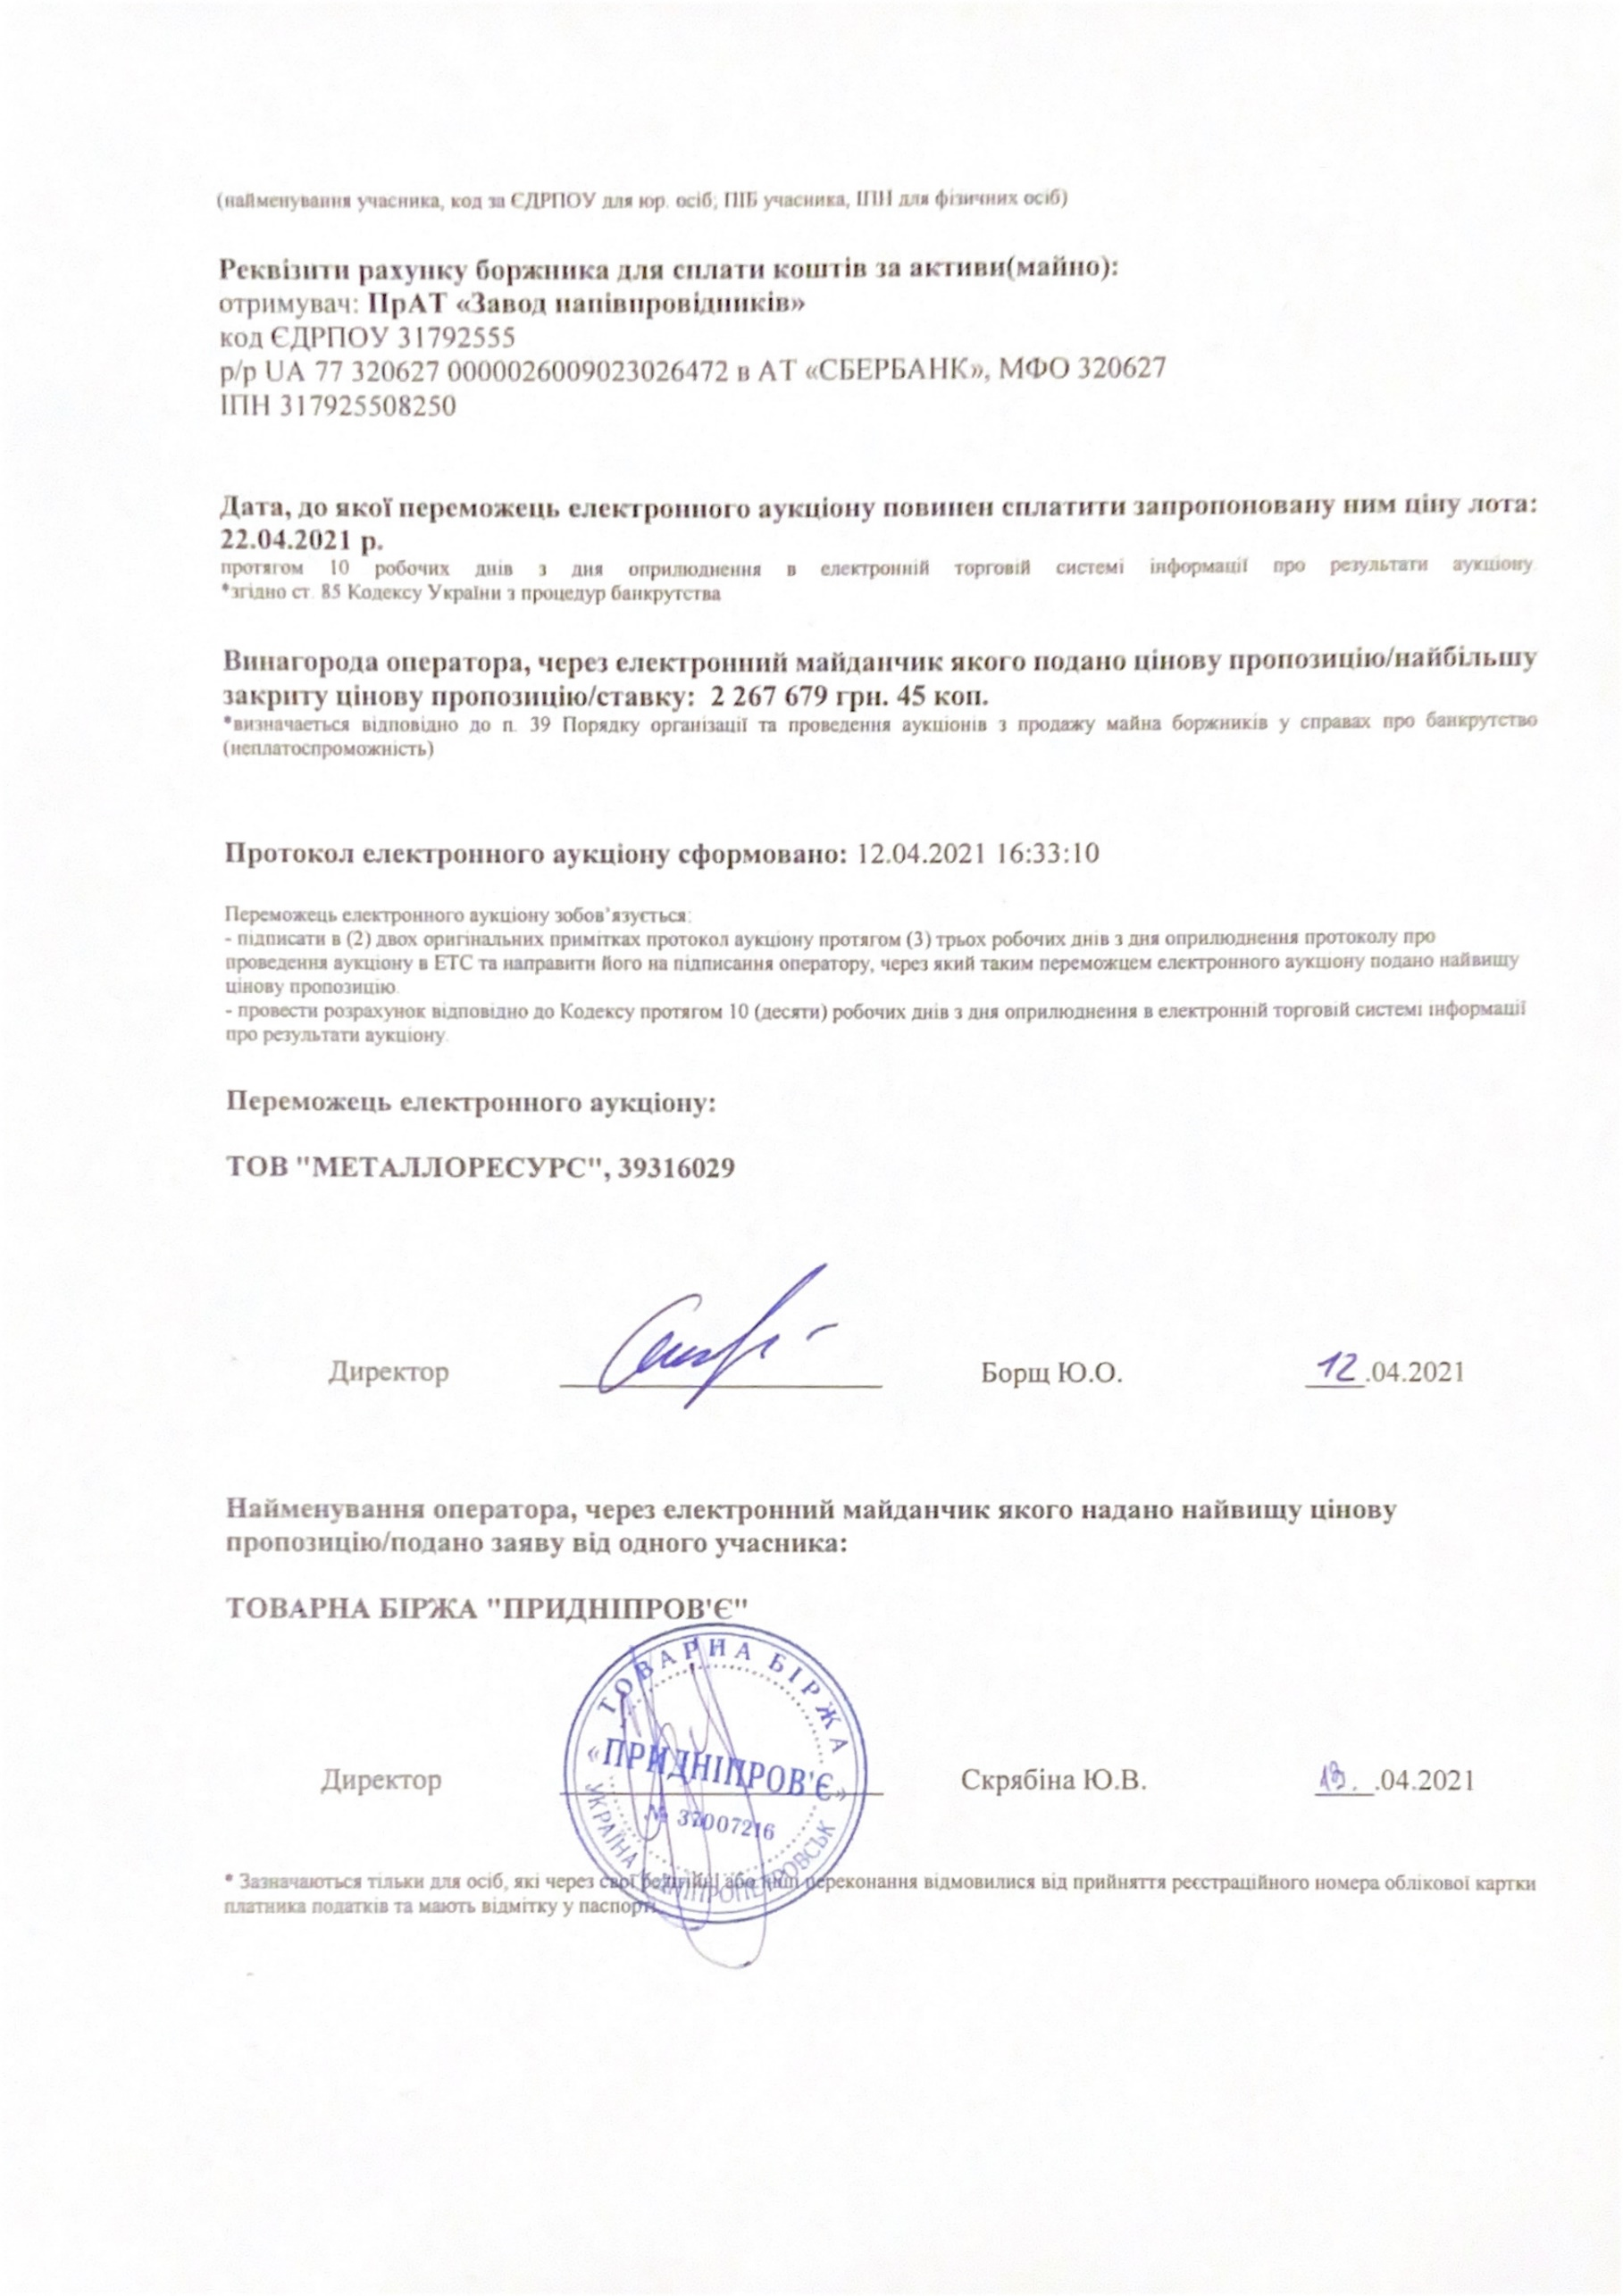 (найменування учасника, код за ЄДРПОУ для юр. осіб; ПІБ учасника, ІПН для фізичних осіб)
Реквізити рахунку боржника для сплати коштів за активи(майно):
отримувач: ПрАТ «Завод напівпровідників»
код ЄДРПОУ 31792555
р/р UA 77 320627 0000026009023026472 в АТ «СБЕРБАНК», МФО 320627
ІПН 317925508250
Дата, до якої переможець електронного аукціону повинен сплатити запропоновану ним ціну лота:
22.04.2021 р.
протягом 10 робочих днів з дня оприлюднення в електронній торговій системі інформації про результати аукціону.
*згідно ст. 85 Кодексу України з процедур банкрутства
Винагорода оператора, через електронний майданчик якого подано цінову пропозицію/найбільшу
закриту цінову пропозицію/ставку: 2 267 679 грн. 45 коп.
*визначається відповідно до п. 39 Порядку організації та проведення аукціонів з продажу майна боржників у справах про банкрутство
(неплатоспроможність)
Протокол електронного аукціону сформовано: 12.04.2021 16:33:10
Переможець електронного аукціону зобов'язується:
- підписати в (2) двох оригінальних примітках протокол аукціону протягом (3) трьох робочих днів з дня оприлюднення протоколу про
проведення аукціону в ЕТС та направити його на підписання оператору, через який таким переможцем електронного аукціону подано найвищу
цінову пропозицію.
- провести розрахунок відповідно до Кодексу протягом 10 (десяти) робочих днів з дня оприлюднення в електронній торговій системі інформації
про результати аукціону.
Переможець електронного аукціону:
ТОВ "МЕТАЛЛОРЕСУРС", 39316029
Директор Борщ Ю.О. 12.04.2021
Найменування оператора, через електронний майданчик якого надано найвищу цінову
пропозицію/подано заяву від одного учасника:
ТОВАРНА БІРЖА "ПРИДНІПРОВ'Є"
ТОВАРНА БІРЖА
«ПРИДНІПРОВ'Є»
№ 37007216
УКРАЇНА м. ДНІПРОПЕТРОВСЬК
Директор Скрябіна Ю.В. .04.2021
* Зазначаються тільки для осіб, які через свої релігійні або інші переконання відмовилися від прийняття реєстраційного номера облікової картки
платника податків та мають відмітку у паспорті.